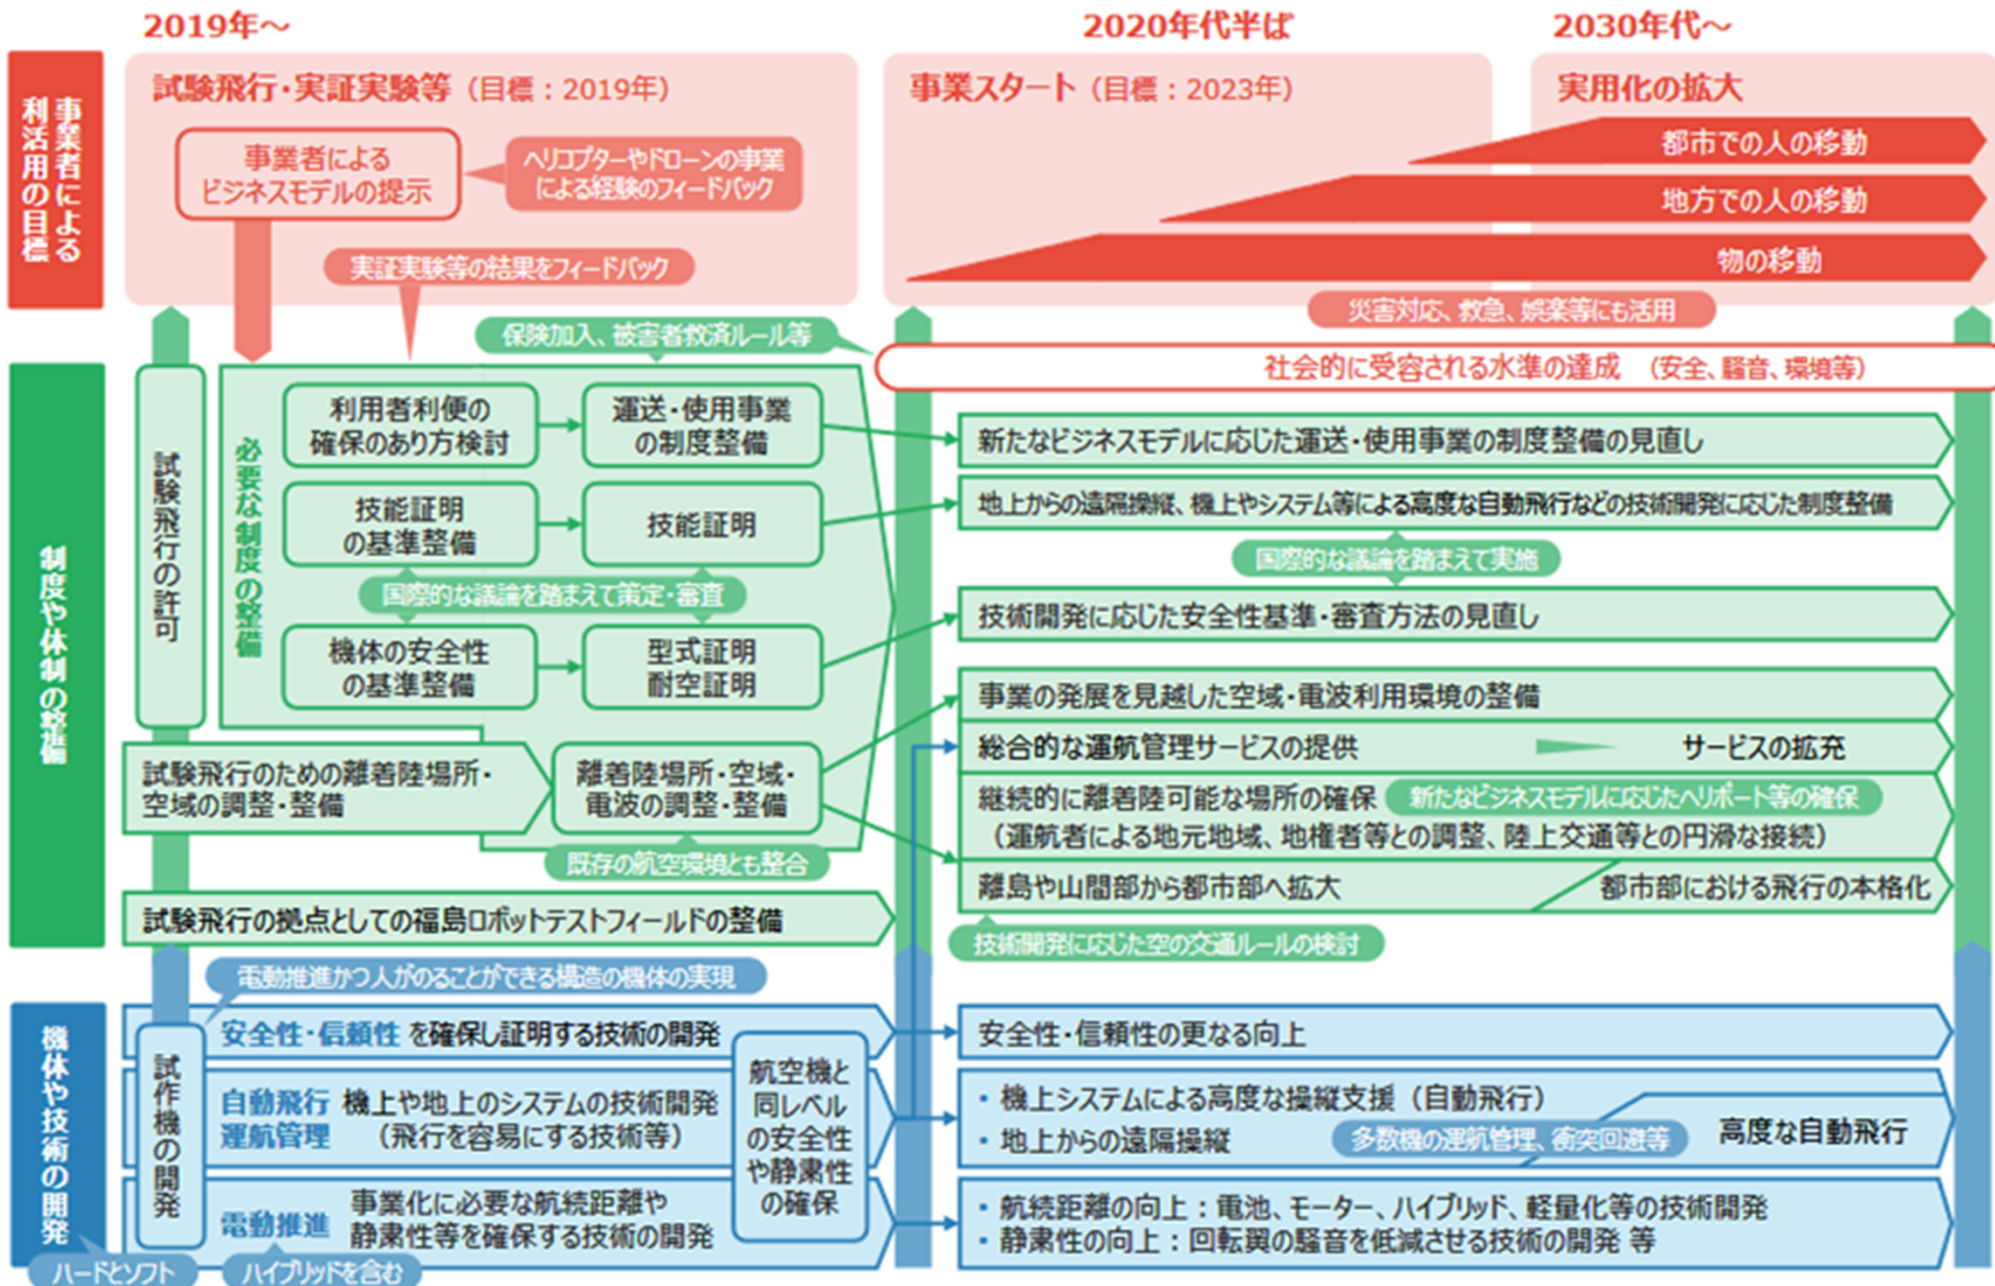 2019年～
2020年代半ば
2030年代～
事業者による
利活用の目標
試験飛行・実証実験等（目標：2019年）
事業者による
ビジネスモデルの提示
ヘリコプターやドローンの事業
による経験のフィードバック
実証実験等の結果をフィードバック
事業スタート（目標：2023年）
実用化の拡大
都市での人の移動
地方での人の移動
物の移動
災害対応、救急、娯楽等にも活用
保険加入、被害者救済ルール等
社会的に受容される水準の達成　（安全、騒音、環境等）
制度や体制の整備
試験飛行の許可
必要な制度の整備
利用者利便の
確保のあり方検討
運送・使用事業
の制度整備
技能証明
の基準整備
技能証明
国際的な議論を踏まえて策定・審査
機体の安全性
の基準整備
型式証明
耐空証明
試験飛行のための離着陸場所・
空域の調整・整備
離着陸場所・空域・
電波の調整・整備
既存の航空環境とも整合
試験飛行の拠点としての福島ロボットテストフィールドの整備
新たなビジネスモデルに応じた運送・使用事業の制度整備の見直し
地上からの遠隔操縦、機上やシステム等による高度な自動飛行などの技術開発に応じた制度整備
国際的な議論を踏まえて実施
技術開発に応じた安全性基準・審査方法の見直し
事業の発展を見越した空域・電波利用環境の整備
総合的な運航管理サービスの提供
サービスの拡充
継続的に離着陸可能な場所の確保
新たなビジネスモデルに応じたヘリポート等の確保
（運航者による地元地域、地権者等との調整、陸上交通等との円滑な接続）
離島や山間部から都市部へ拡大
都市部における飛行の本格化
技術開発に応じた空の交通ルールの検討
機体や技術の開発
ハードとソフト
電動推進かつ人がのることができる構造の機体の実現
試作機の開発
安全性・信頼性 を確保し証明する技術の開発
自動飛行
運航管理
機上や地上のシステムの技術開発
（飛行を容易にする技術等）
電動推進
事業化に必要な航続距離や
静粛性等を確保する技術の開発
ハイブリッドを含む
航空機と
同レベル
の安全性
や静粛性
の確保
安全性・信頼性の更なる向上
・機上システムによる高度な操縦支援（自動飛行）
・地上からの遠隔操縦
多数機の運航管理、衝突回避等
高度な自動飛行
・航続距離の向上：電池、モーター、ハイブリッド、軽量化等の技術開発
・静粛性の向上：回転翼の騒音を低減させる技術の開発 等